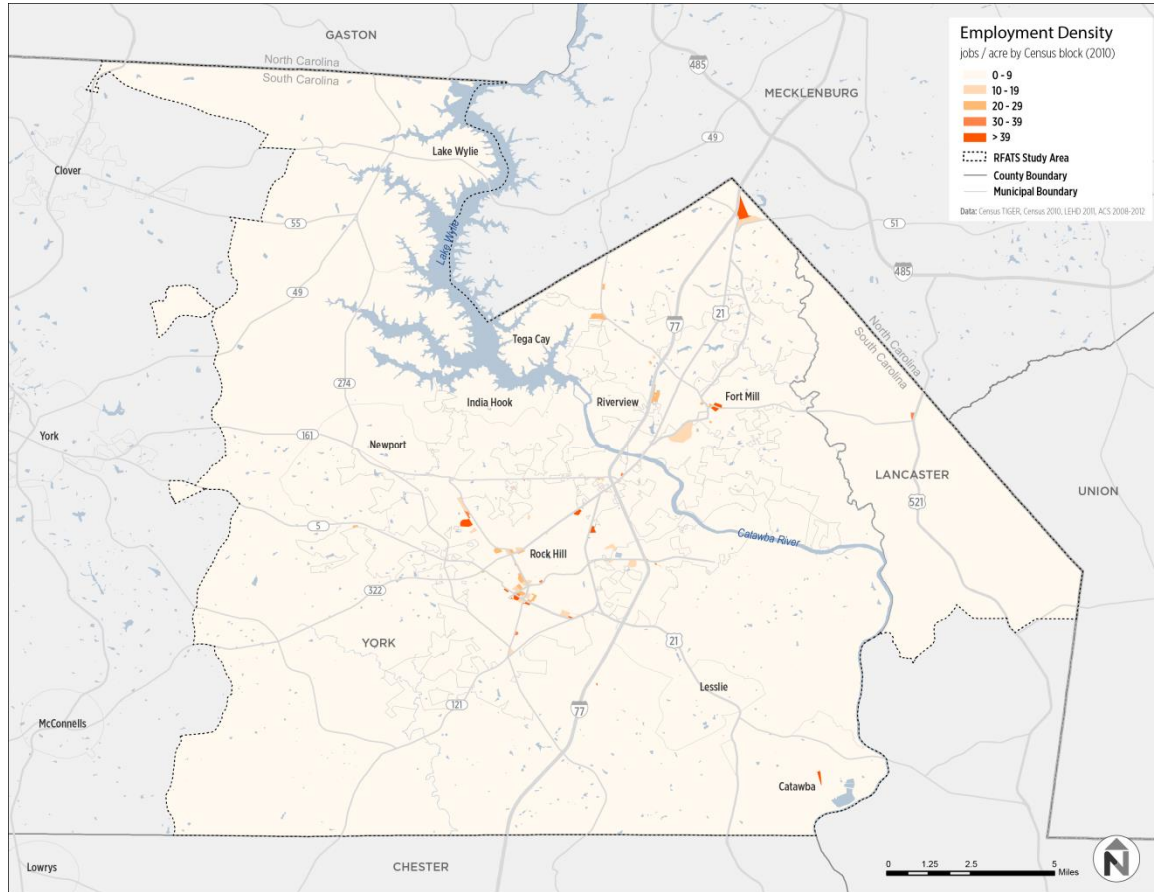 GASTON
North Carolina
South Carolina
485
MECKLENBURG
49
Employment Density
jobs / acre by Census block (2010)
0 - 9
10 - 19
20 - 29
30 - 39
> 39
RFATS Study Area
County Boundary
Municipal Boundary
Data: Census TIGER, Census 2010, LEHD 2011, ACS 2008-2012
Lake Wylie
Clover
55
51
Lake Wylie
485
49
77
21
North Carolina
South Carolina
Tega Cay
274
India Hook
Riverview
Fort Mill
York
161
Newport
LANCASTER
UNION
521
5
Catawba River
Rock Hill
322
YORK
21
Lesslie
121
77
McConnells
Catawba
CHESTER
Lowrys
0 1.25 2.5 5
Miles
N